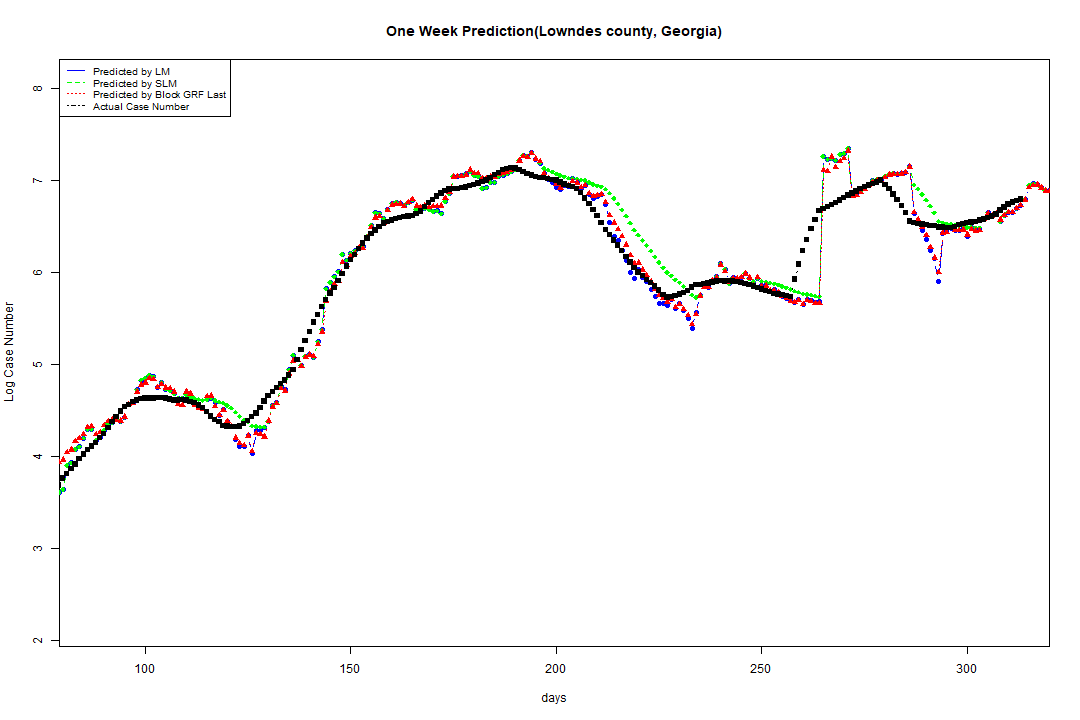 One Week Prediction(Lowndes county, Georgia)
Predicted by LM
Predicted by SLM
Predicted by Block GRF Last
Actual Case Number
8
7
6
5
4
3
2
Log Case Number
100 150 200 250 300
days